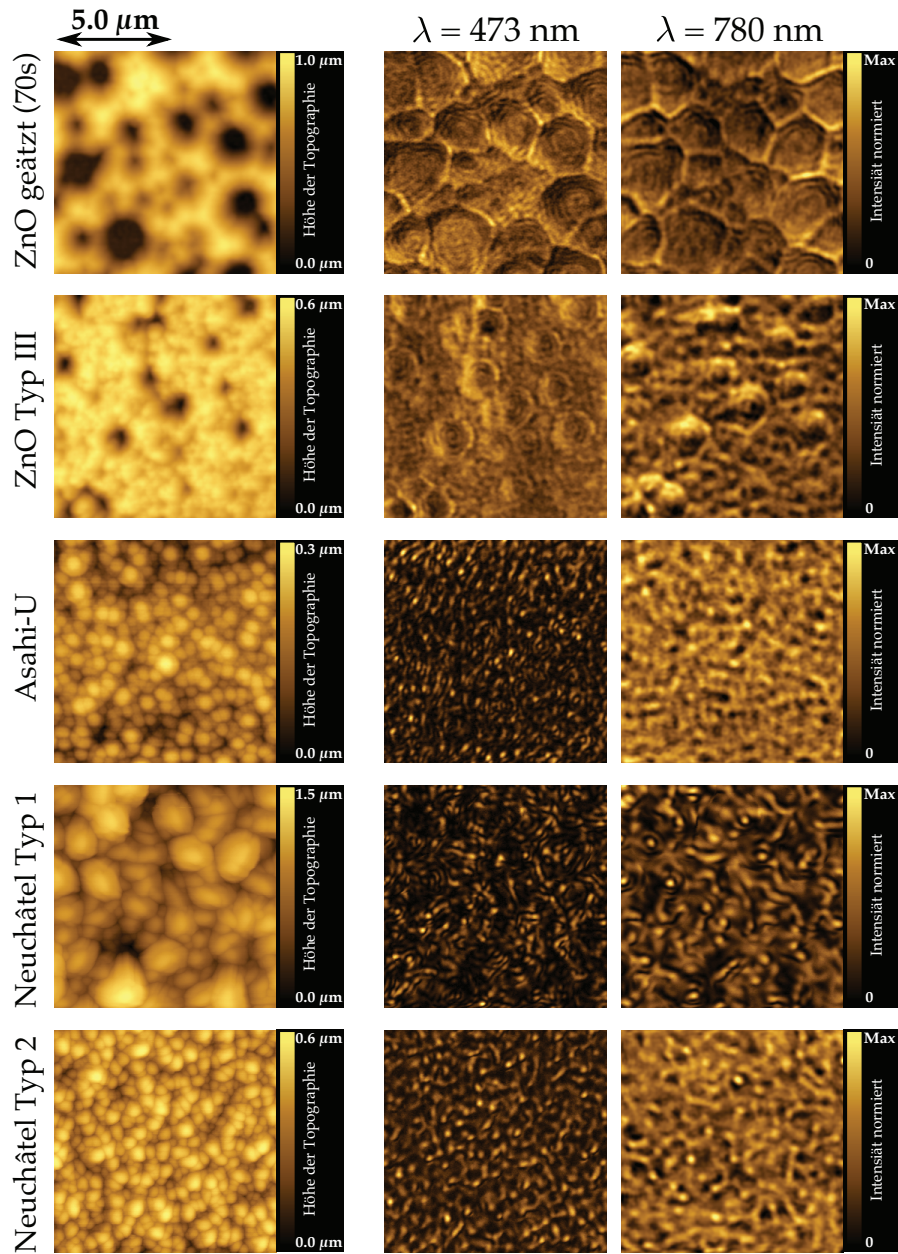 5.0 µm
λ = 473 nm
λ = 780 nm
ZnO geätzt (70s)
1.0 µm
Höhe der Topographie
0.0 µm
Max
Intensiät normiert
0
ZnO Typ III
0.6 µm
Höhe der Topographie
0.0 µm
Max
Intensiät normiert
0
Asahi-U
0.3 µm
Höhe der Topographie
0.0 µm
Max
Intensiät normiert
0
Neuchâtel Typ 1
1.5 µm
Höhe der Topographie
0.0 µm
Max
Intensiät normiert
0
Neuchâtel Typ 2
0.6 µm
Höhe der Topographie
0.0 µm
Max
Intensiät normiert
0